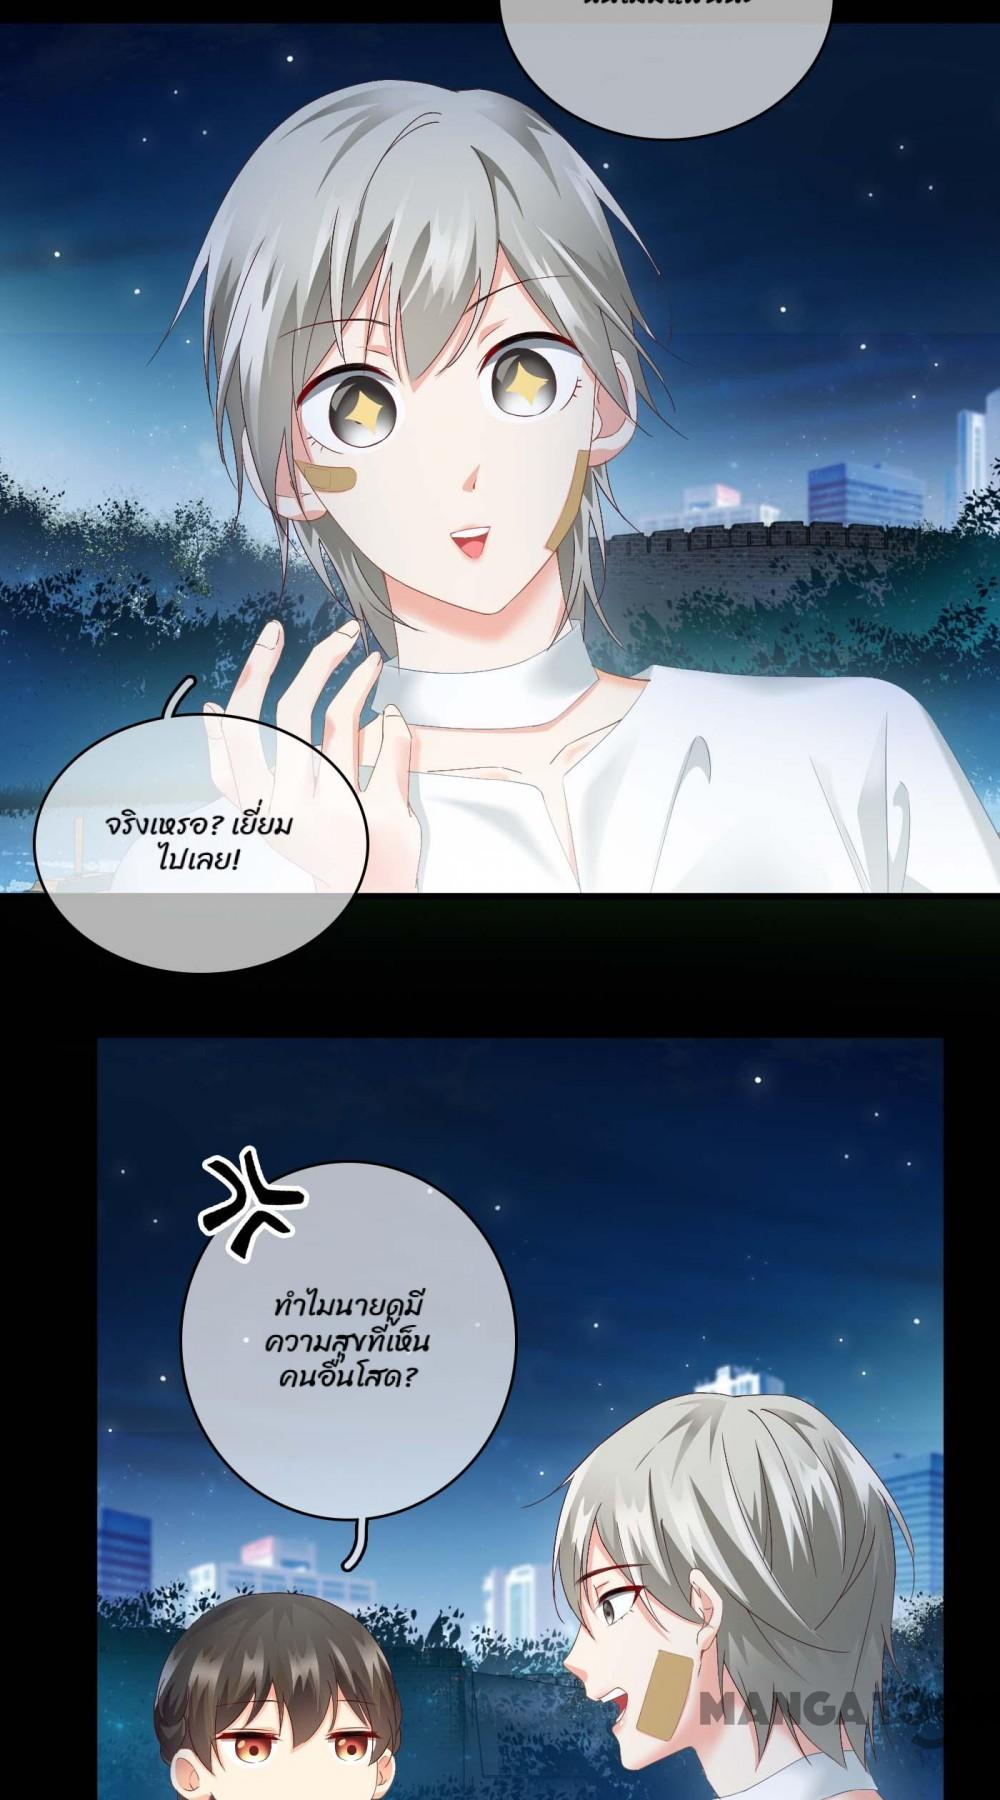 จริงเหรอ? เยี่ยม
ไปเลย!
ทำไมนายดูมี
ความสุขที่เห็น
คนอื่นโสด?
MANGATO